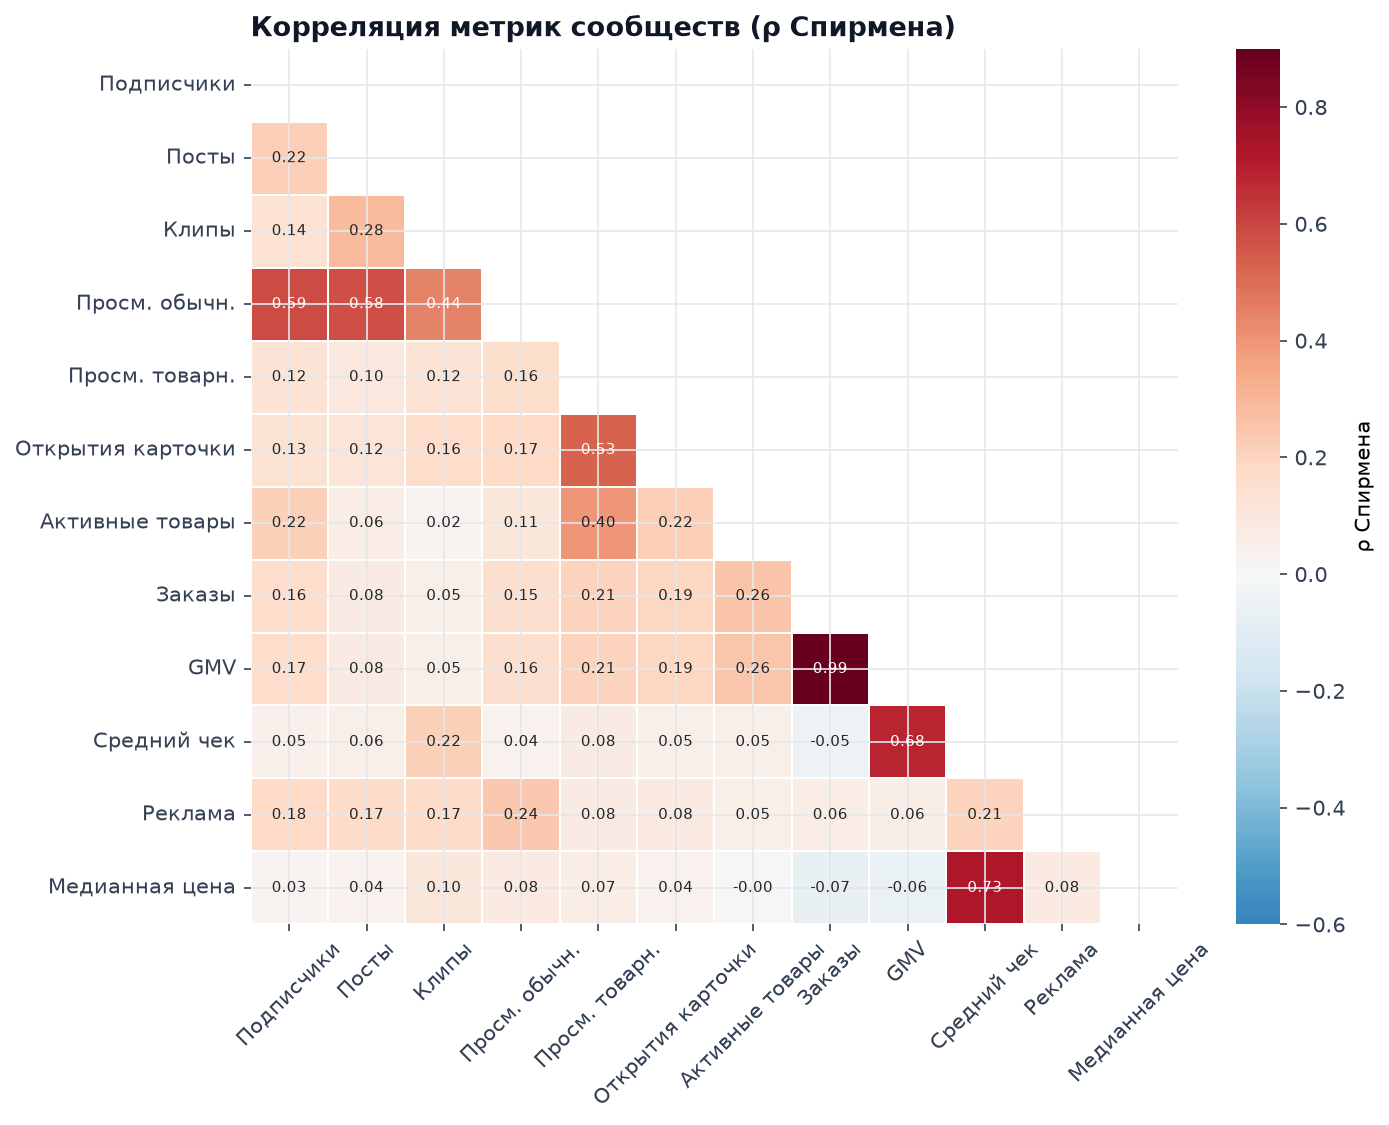 Корреляция метрик сообществ (ρ Спирмена)
Подписчики
Посты 0.22
Клипы 0.14 0.28
Просм. обычн. 0.59 0.58 0.44
Просм. товарн. 0.12 0.10 0.12 0.16
Открытия карточки 0.13 0.12 0.16 0.17 0.53
Активные товары 0.22 0.06 0.02 0.11 0.40 0.22
Заказы 0.16 0.08 0.05 0.15 0.21 0.19 0.26
GMV 0.17 0.08 0.05 0.16 0.21 0.19 0.26 0.99
Средний чек 0.05 0.06 0.22 0.04 0.08 0.05 0.05 -0.05 0.68
Реклама 0.18 0.17 0.17 0.24 0.08 0.08 0.05 0.06 0.06 0.21
Медианная цена 0.03 0.04 0.10 0.08 0.07 0.04 -0.00 -0.07 -0.06 0.73 0.08
Подписчики
Посты
Клипы
Просм. обычн.
Просм. товарн.
Открытия карточки
Активные товары
Заказы
GMV
Средний чек
Реклама
Медианная цена
0.8
0.6
0.4
0.2
0.0
−0.2
−0.4
−0.6
ρ Спирмена